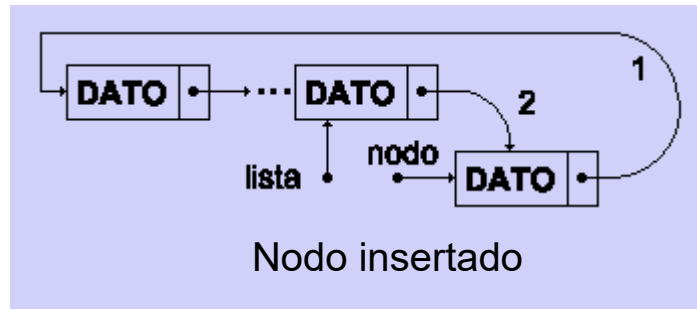 1
DATO ... DATO
2
nodo
lista
DATO
Nodo insertado